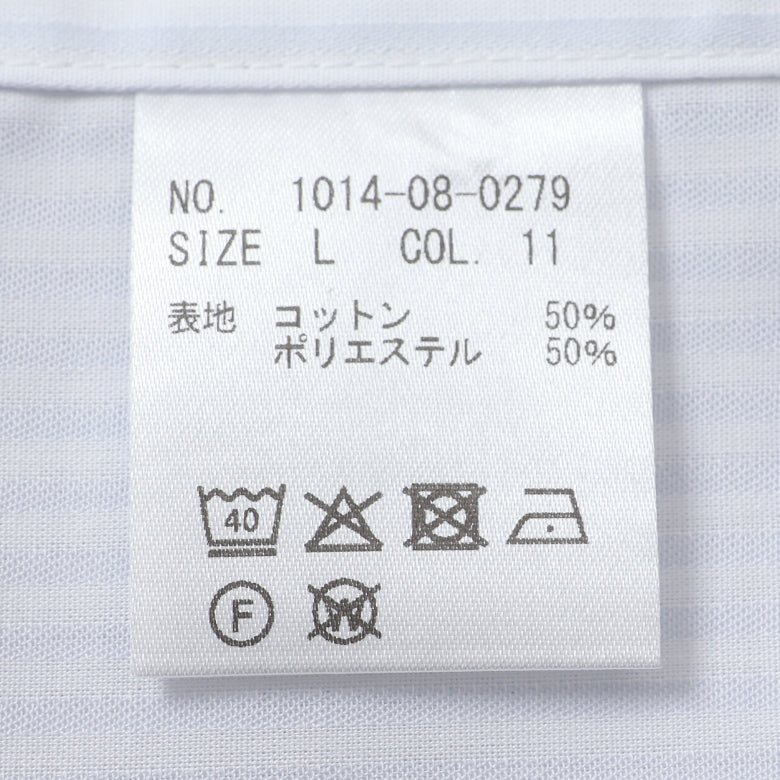 NO. 1014-08-0279
SIZE L COL. 11
表地 コットン 50%
ポリエステル 50%
40
F W